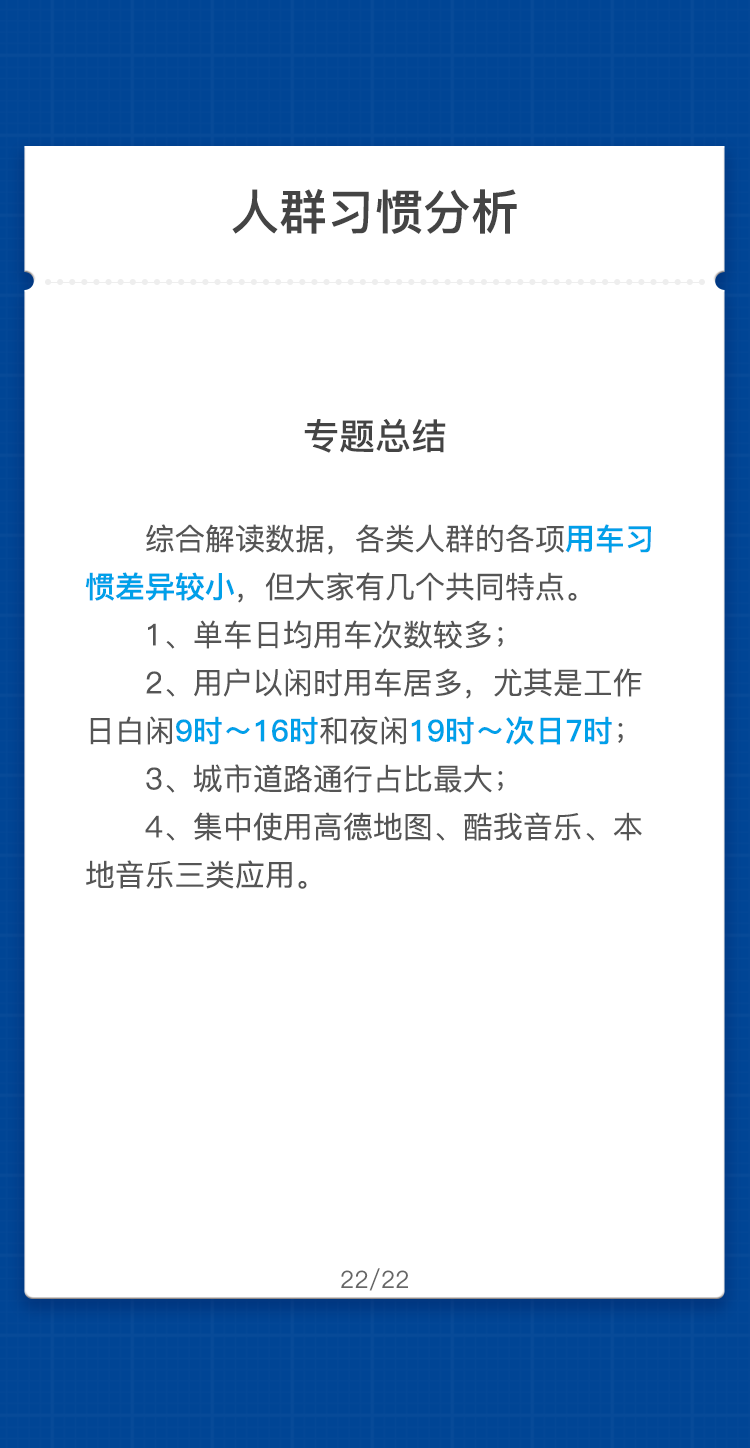 人群习惯分析
专题总结
综合解读数据，各类人群的各项用车习
惯差异较小，但大家有几个共同特点。
1、单车日均用车次数较多；
2、用户以闲时用车居多，尤其是工作
日白闲9时～16时和夜闲19时～次日7时；
3、城市道路通行占比最大；
4、集中使用高德地图、酷我音乐、本
地音乐三类应用。
22/22